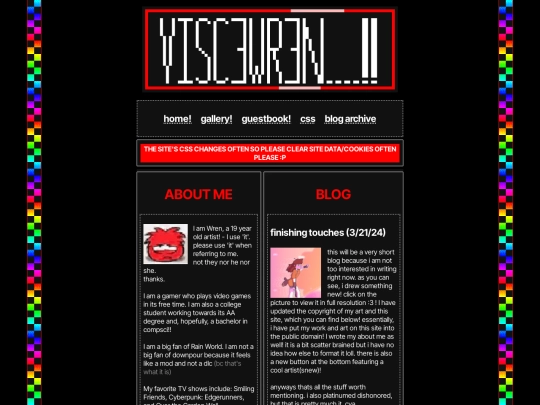 VISCEWREN....!!
home! gallery! guestbook! css blog archive
THE SITE'S CSS CHANGES OFTEN SO PLEASE CLEAR SITE DATA/COOKIES OFTEN
PLEASE :P
ABOUT ME
I am Wren, a 19 year
old artist! - I use 'it'.
please use 'it' when
referring to me.
not they nor he nor
she.
thanks.
I am a gamer who plays video games
in its free time. I am also a college
student working towards its AA
degree and, hopefully, a bachelor in
compsci!!
I am a big fan of Rain World. I am not a
big fan of downpour because it feels
like a mod and not a dlc (bc that's
what it is)
My favorite TV shows include: Smiling
Friends, Cyberpunk: Edgerunners,
BLOG
finishing touches (3/21/24)
this will be a very short
blog because i am not
too interested in writing
right now. as you can
see, i drew something
new! click on the
picture to view it in full resolution :3 ! I have
updated the copyright of my art and this
site, which you can find below! essentially,
i have put my work and art on this site into
the public domain! I wrote my about me as
well! it is a bit scatter brained but i have no
idea how else to format it lol!. there is also
a new button at the bottom featuring a
cool artist(snew)!
anyways thats all the stuff worth
mentioning. i also platinumed dishonored,
but that is pretty much it. cya